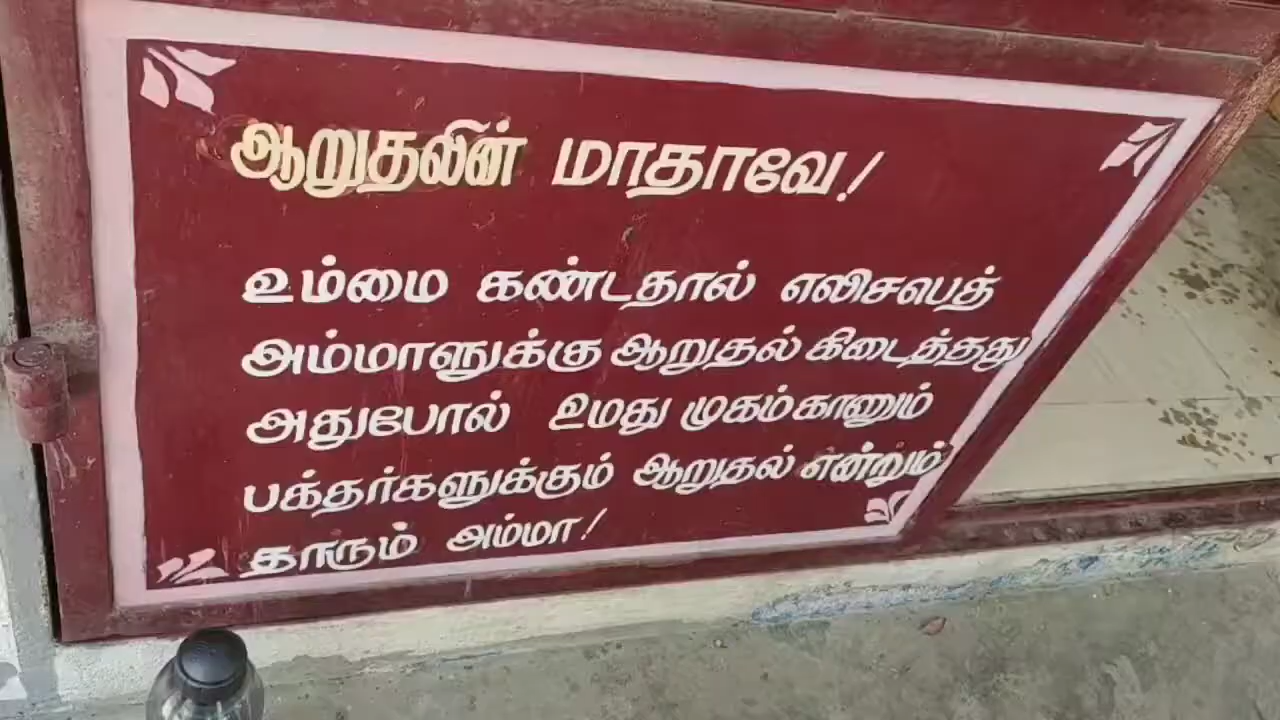 ஆறுதலின் மாதாவே!
உம்மை கண்டதால் எலிசபெத்
அம்மாளுக்கு ஆறுதல் கிடைத்தது
அதுபோல் உமது முகம்காணும்
பக்தர்களுக்கும் ஆறுதல் என்றும்
தாரும் அம்மா!